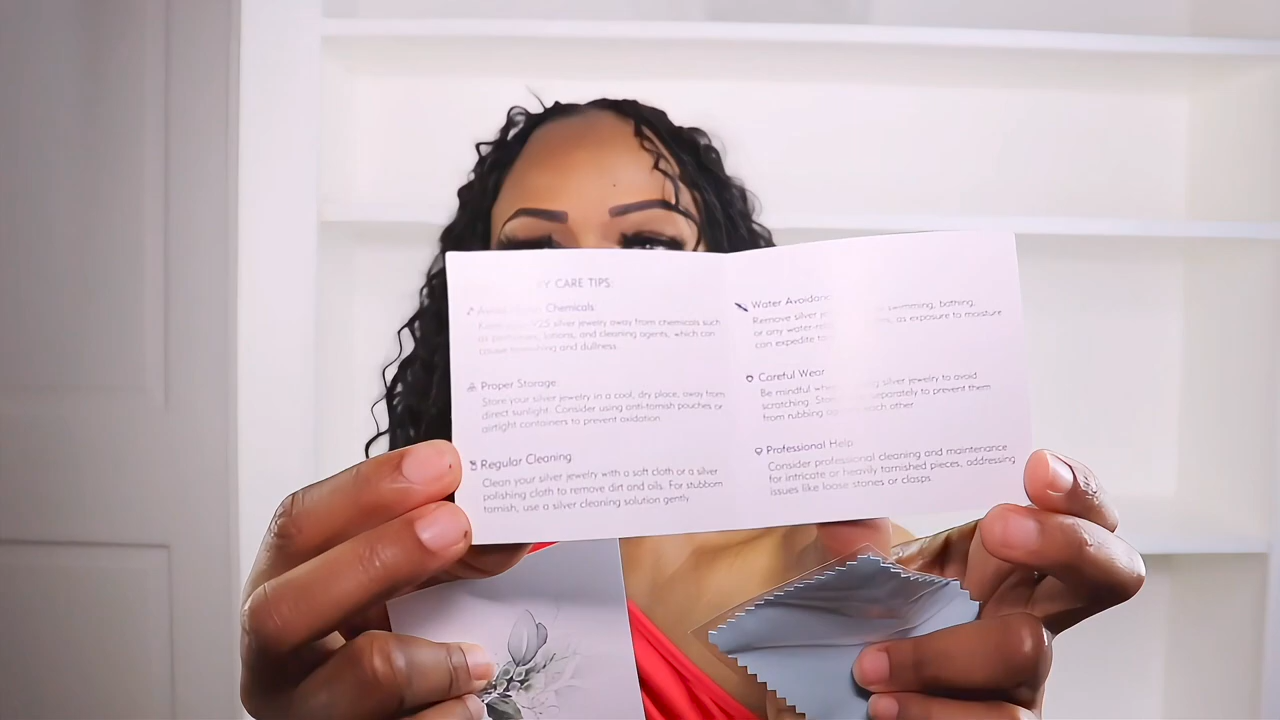 Y CARE TIPS:
Chemicals
925 silver jewelry away from chemicals such
as perfumes, lotions, and cleaning agents, which can
cause tarnishing and dullness.
Proper Storage
Store your silver jewelry in a cool, dry place, away from
direct sunlight. Consider using anti-tarnish pouches or
airtight containers to prevent oxidation
Regular Cleaning
Clean your silver jewelry with a soft cloth or a silver
polishing cloth to remove dirt and oils. For stubborn
tarnish, use a silver cleaning solution gently
Water Avoidanc
swimming, bathing,
Remove silver
or any water as exposure to moisture
can expedite
Careful Wear
Be mindful silver jewelry to avoid
scratching. separately to prevent them
from rubbing each other
Professional Help
Consider professional cleaning and maintenance
for intricate or heavily tarnished pieces, addressing
issues like loose stones or clasps.